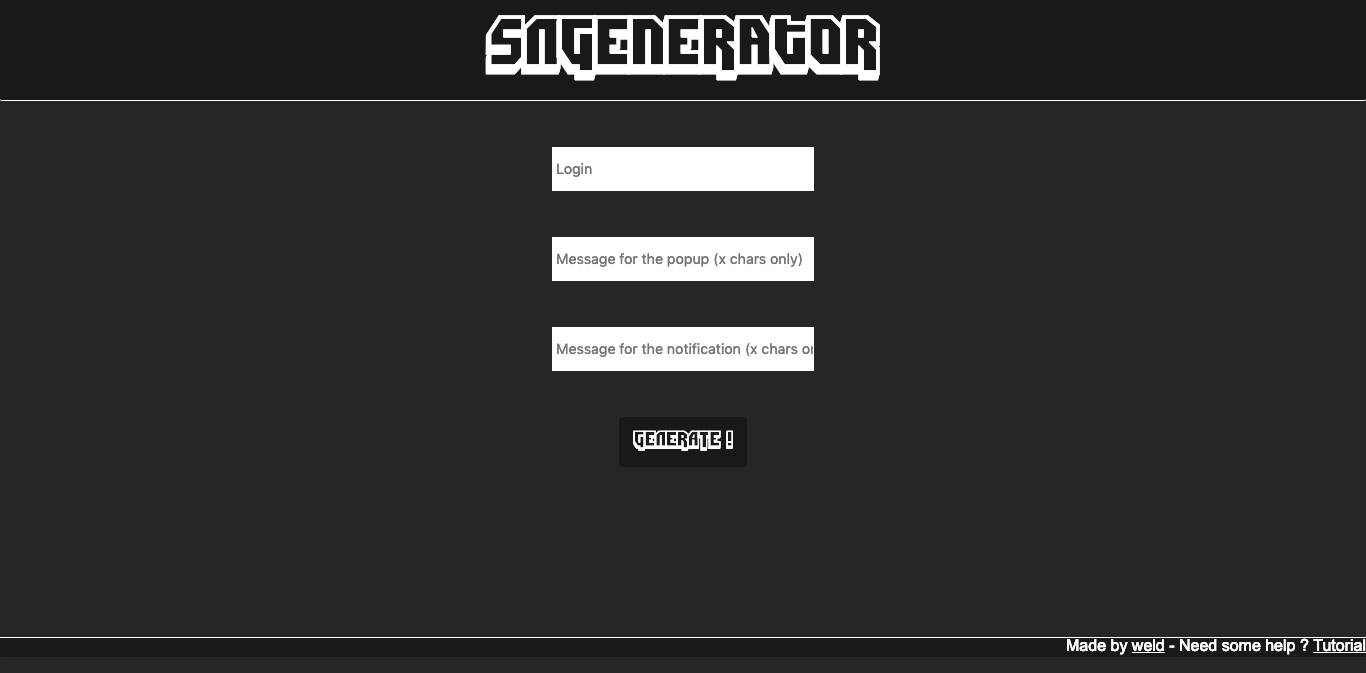 SNGENERATOR
Login
Message for the popup (x chars only)
Message for the notification (x chars or
GENERATE !
Made by weld - Need some help ? Tutorial